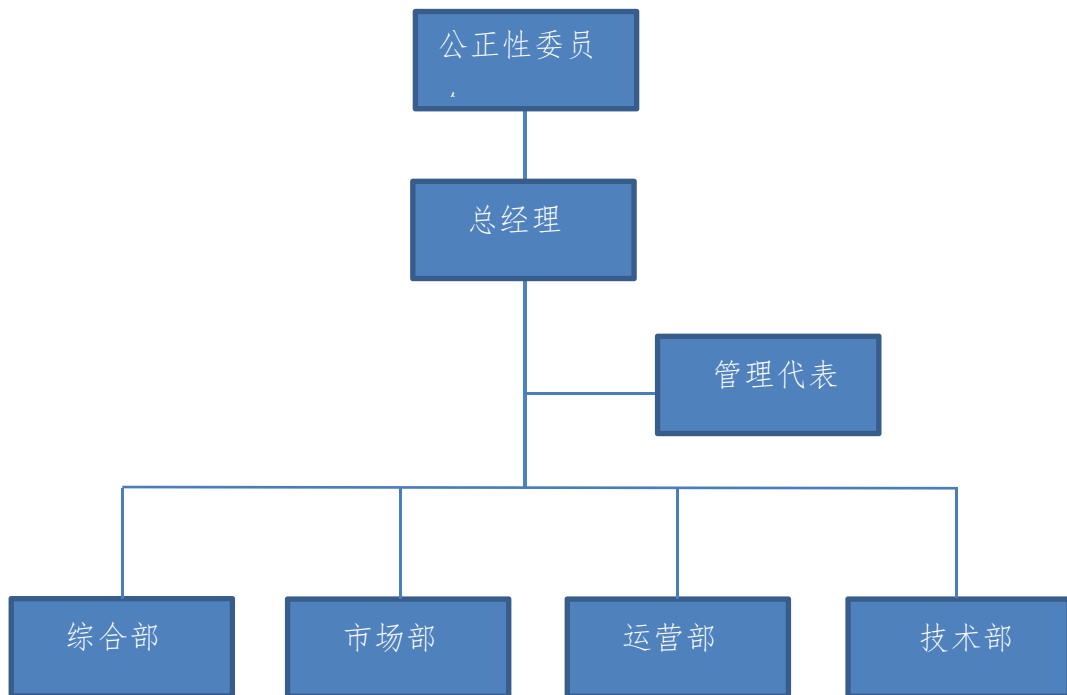 公正性委员
总经理
管理代表
综合部
市场部
运营部
技术部